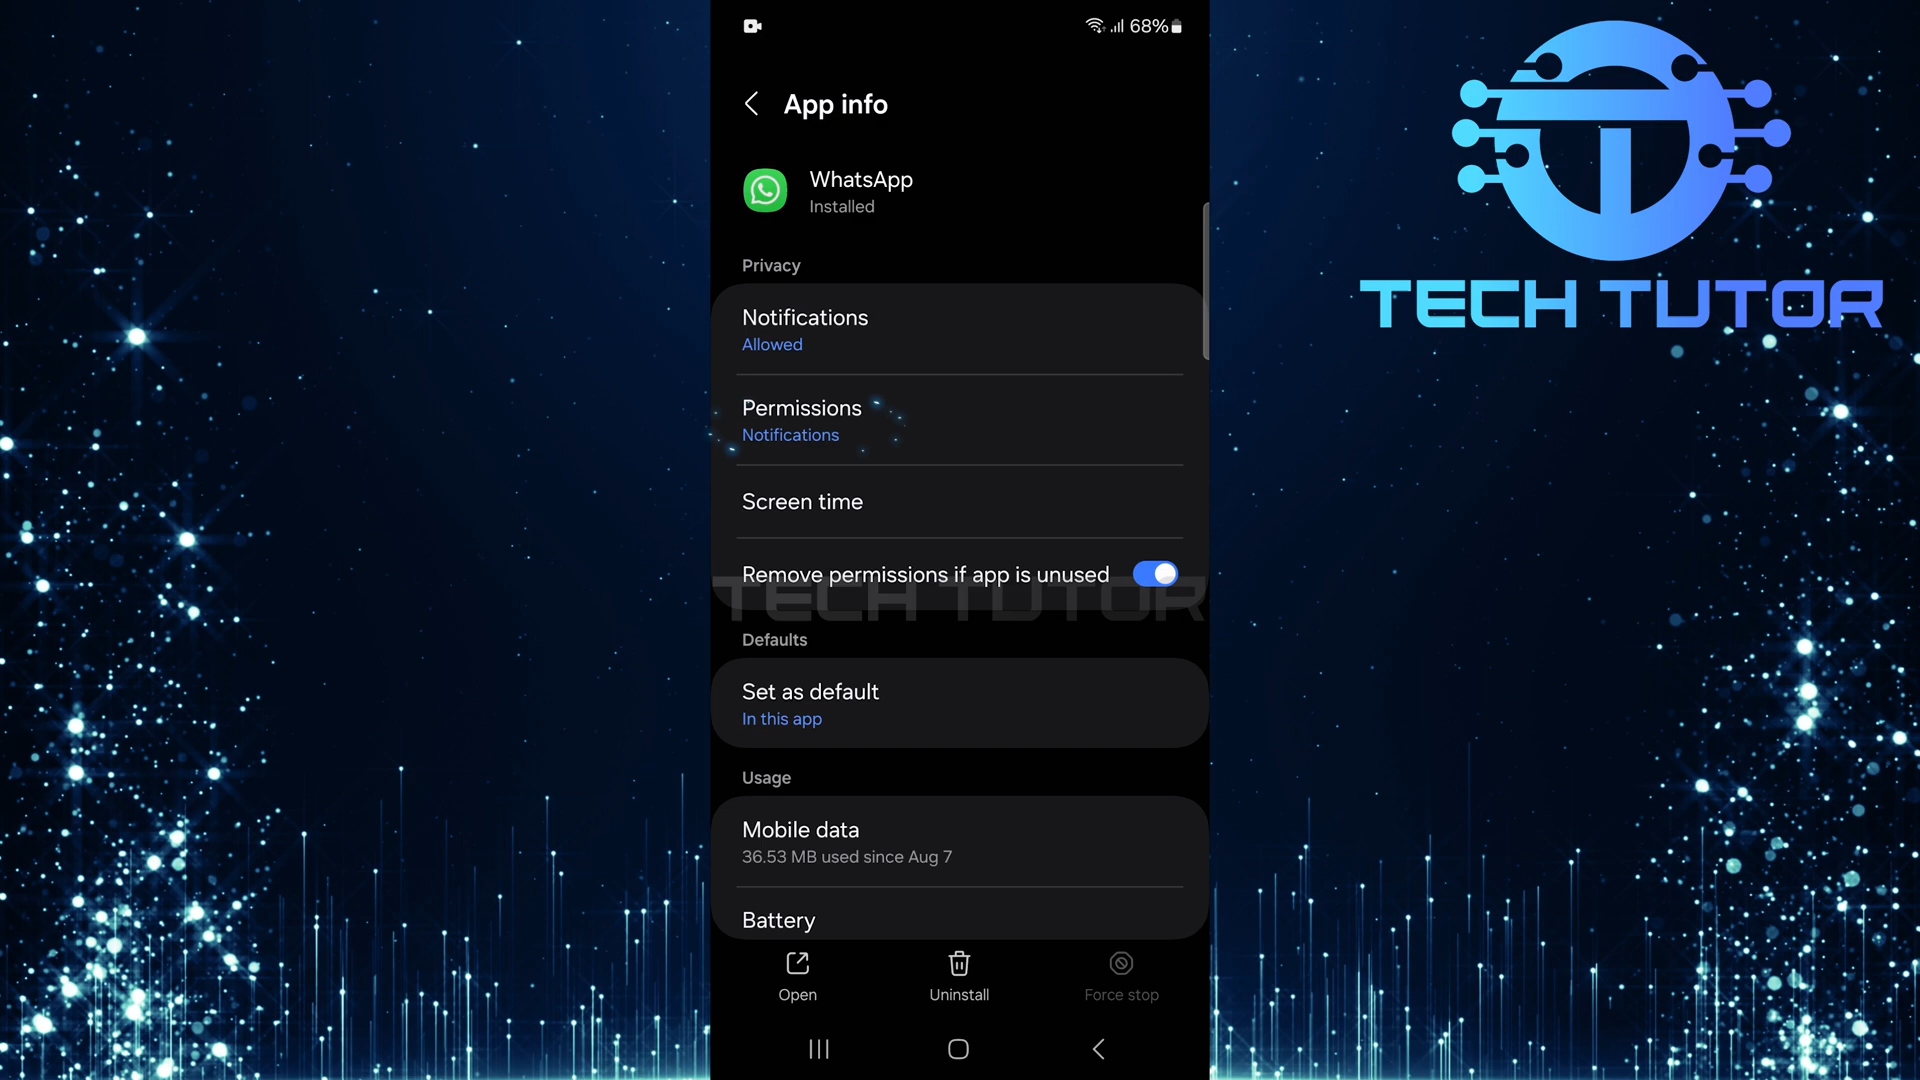 68%
App info
WhatsApp
Installed
Privacy
Notifications
Allowed
Permissions
Notifications
Screen time
Remove permissions if app is unused
TECH TUTOR
Defaults
Set as default
In this app
Usage
Mobile data
36.53 MB used since Aug 7
Battery
Open
Uninstall
Force stop
TECH TUTOR